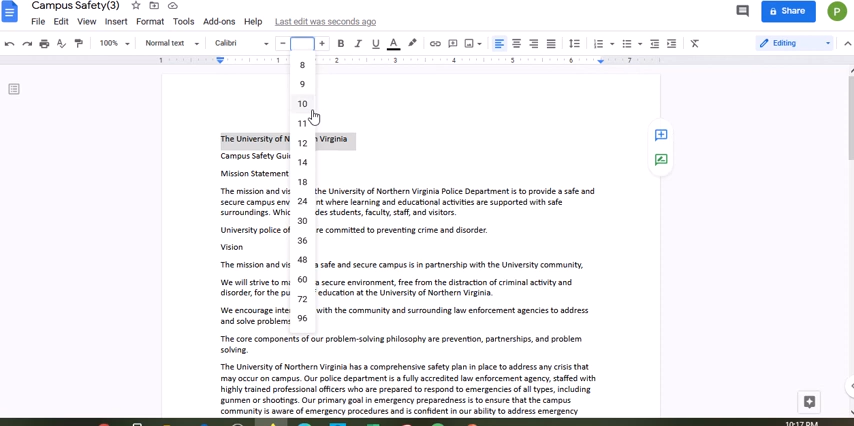 Campus Safety(3)
File Edit View Insert Format Tools Add-ons Help Last edit was seconds ago
Share
P
100% Normal text Calibri B I U A Editing
1 1 2 3 4 5 6 7
8
9
10
11
12
14
18
24
30
36
48
60
72
96
The University of N Virginia
Campus Safety Gui
Mission Statement
The mission and vis the University of Northern Virginia Police Department is to provide a safe and
secure campus env nt where learning and educational activities are supported with safe
surroundings. Whic des students, faculty, staff, and visitors.
University police of re committed to preventing crime and disorder.
Vision
The mission and vis a safe and secure campus is in partnership with the University community,
We will strive to ma a secure environment, free from the distraction of criminal activity and
disorder, for the pu f education at the University of Northern Virginia.
We encourage inter with the community and surrounding law enforcement agencies to address
and solve problems
The core components of our problem-solving philosophy are prevention, partnerships, and problem
solving.
The University of Northern Virginia has a comprehensive safety plan in place to address any crisis that
may occur on campus. Our police department is a fully accredited law enforcement agency, staffed with
highly trained professional officers who are prepared to respond to emergencies of all types, including
gunmen or shootings. Our primary goal in emergency preparedness is to ensure that the campus
community is aware of emergency procedures and is confident in our ability to address emergency
10:17 PM